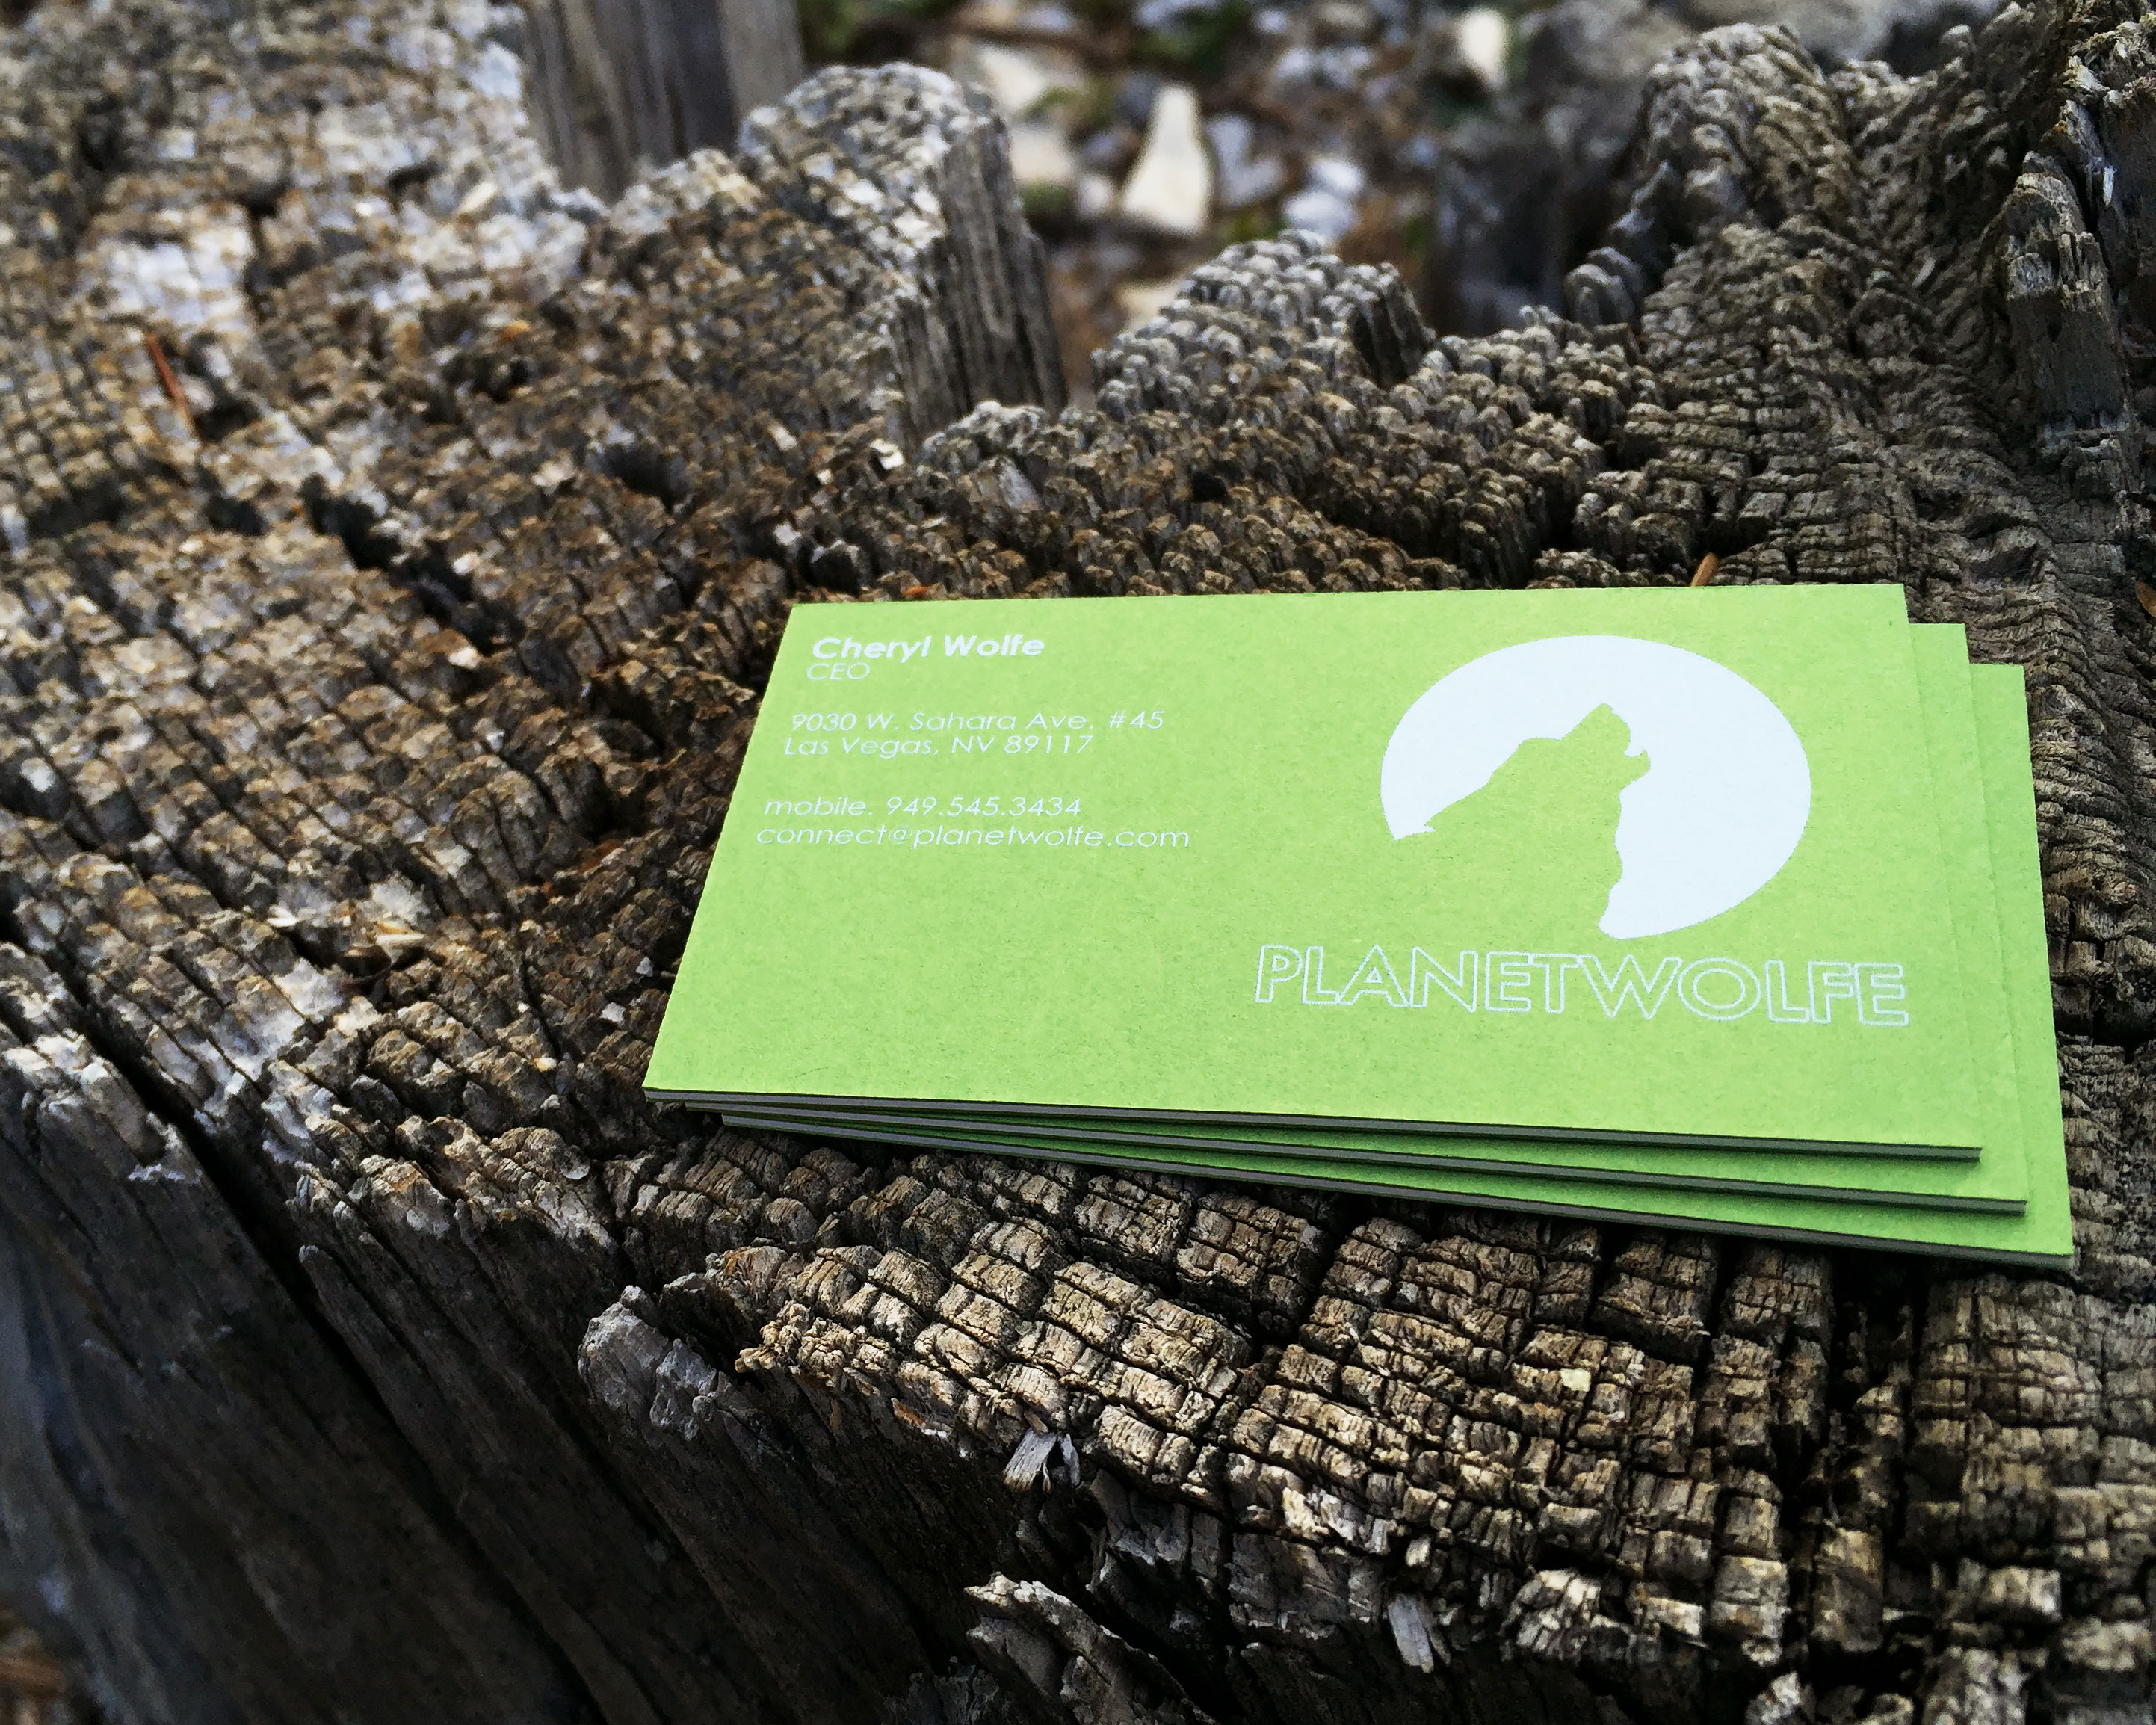 Cheryl Wolfe
CEO
9030 W. Sahara Ave, #45
Las Vegas, NV 89117
mobile. 949.545.3434
connect@planetwolfe.com
PLANETWOLFE